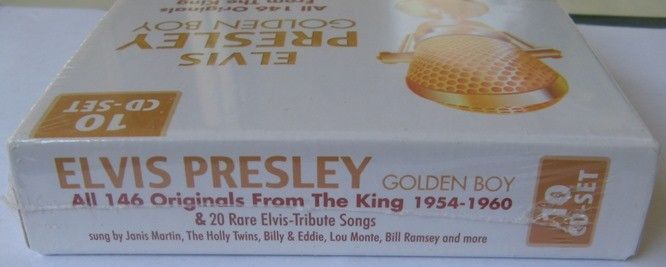 ELVIS
PRESLEY
GOLDEN BOY
All 146 Originals
From The King
10
CD-SET
ELVIS PRESLEY GOLDEN BOY
All 146 Originals From The King 1954-1960
& 20 Rare Elvis-Tribute Songs
sung by Janis Martin, The Holly Twins, Billy & Eddie, Lou Monte, Bill Ramsey and more
10
CD-SET